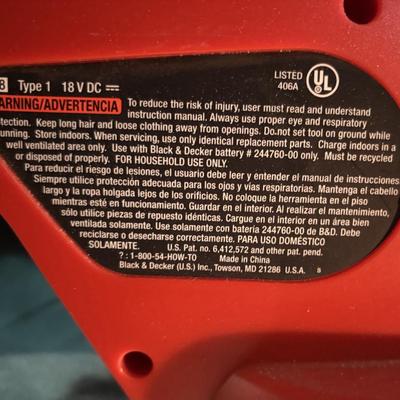 8 Type 1 18 V DC ⎓ LISTED 406A UL
ARNING/ADVERTENCIA To reduce the risk of injury, user must read and understand
instruction manual. Always use proper eye and respiratory
tection. Keep long hair and loose clothing away from openings. Do not set tool on ground while
unning. Store indoors. When servicing, use only identical replacement parts. Charge indoors in a
well ventilated area only. Use with Black & Decker battery # 244760-00 only. Must be recycled
or disposed of properly. FOR HOUSEHOLD USE ONLY.
Para reducir el riesgo de lesiones, el usuario debe leer y entender el manual de instrucciones
Siempre utilice protección adecuada para los ojos y vías respiratorias. Mantenga el cabello
largo y la ropa holgada lejos de los orificios. No coloque la herramienta en el piso
mientras esté en funcionamiento. Guardar en el interior. Al realizar el mantenimiento,
sólo utilice piezas de repuesto idénticas. Cargue en el interior en un área bien
ventilada solamente. Use solamente con batería 244760-00 de B&D. Debe
reciclarse o desecharse correctamente. PARA USO DOMÉSTICO
SOLAMENTE. U.S. Pat. no. 6,412,572 and other pat. pend.
? : 1-800-54-HOW-TO Made in China
Black & Decker (U.S.) Inc., Towson, MD 21286 U.S.A. s